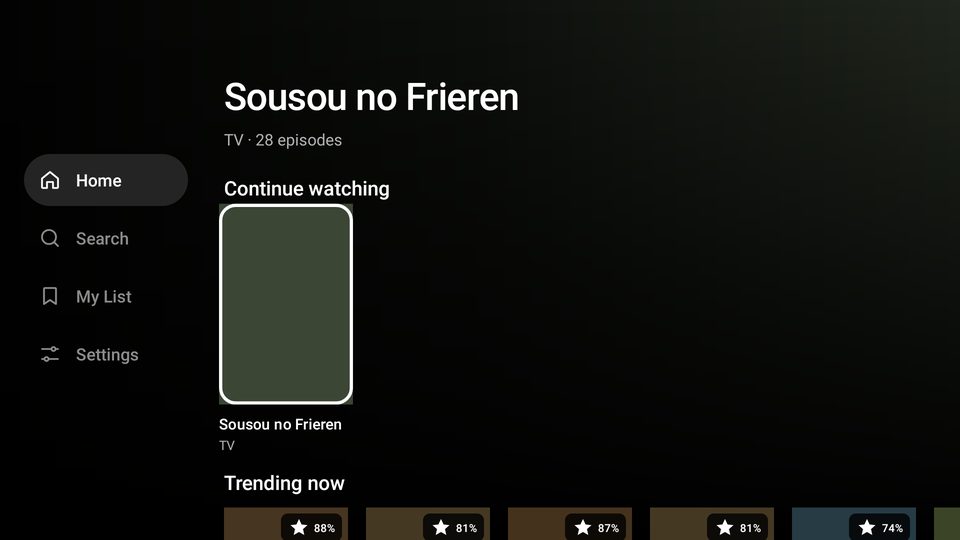 Sousou no Frieren
TV · 28 episodes
Home
Search
My List
Settings
Continue watching
Sousou no Frieren
TV
Trending now
88%
81%
87%
81%
74%